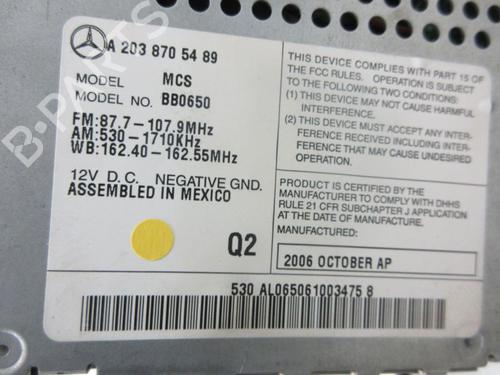 A 203 870 54 89
MODEL MCS
MODEL NO. BB0650
FM:87.7-107.9MHz
AM:530-1710KHz
WB:162.40-162.55MHz
12V D.C. NEGATIVE GND.
ASSEMBLED IN MEXICO
Q2
THIS DEVICE COMPLIES WITH PART 15 OF
THE FCC RULES. OPERATION IS SUBJECT
TO THE FOLLOWING TWO CONDITIONS:
(1) THIS DEVICE MAY NOT CAUSE HARMFUL
INTERFERENCE.
(2) THIS DEVICE MUST ACCEPT ANY INTER-
FERENCE RECEIVED INCLUDING INTER-
FERENCE THAT MAY CAUSE UNDESIRED
OPERATION.
PRODUCT IS CERTIFIED BY THE
MANUFACTURER TO COMPLY WITH DHHS
RULE 21 CFR SUBCHAPTER J APPLICATION
AT THE DATE OF MANUFACTURE.
MANUFACTURED:
2006 OCTOBER AP
530 AL065061003475 8
B-PARTS